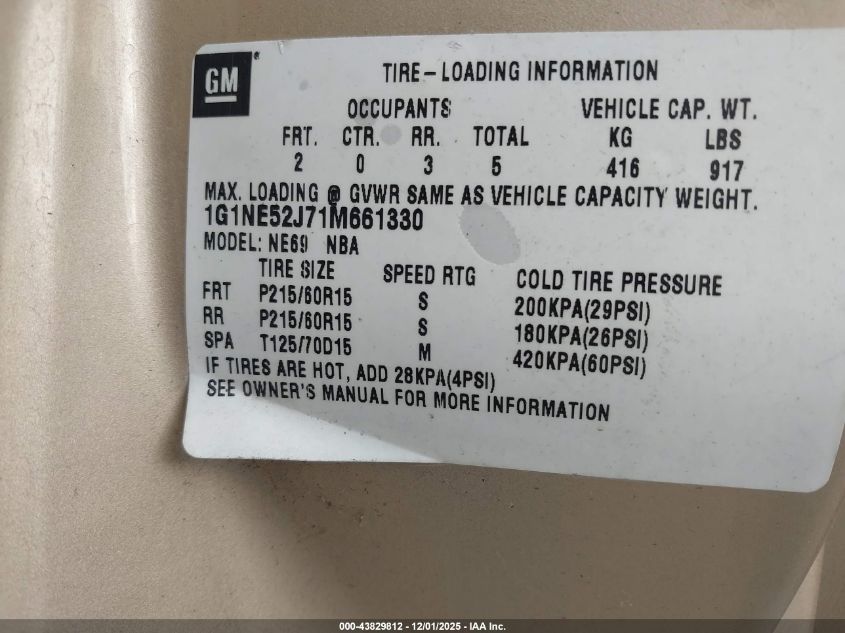 GM
TIRE-LOADING INFORMATION
OCCUPANTS VEHICLE CAP. WT.
FRT. CTR. RR. TOTAL KG LBS
2 0 3 5 416 917
MAX. LOADING @ GVWR SAME AS VEHICLE CAPACITY WEIGHT.
1G1NE52J71M661330
MODEL: NE69 NBA
TIRE SIZE SPEED RTG COLD TIRE PRESSURE
FRT P215/60R15 S 200KPA(29PSI)
RR P215/60R15 S 180KPA(26PSI)
SPA T125/70D15 M 420KPA(60PSI)
IF TIRES ARE HOT, ADD 28KPA(4PSI)
SEE OWNER'S MANUAL FOR MORE INFORMATION
000-43829812 - 12/01/2025 - IAA Inc.